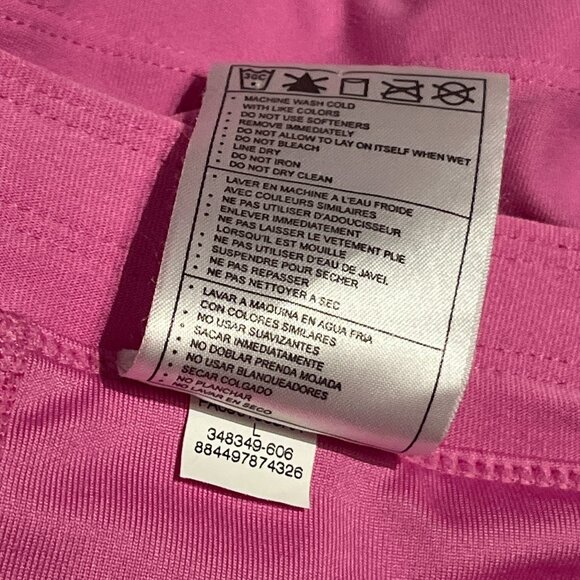 30C
MACHINE WASH COLD
WITH LIKE COLORS
DO NOT USE SOFTENERS
REMOVE IMMEDIATELY
DO NOT ALLOW TO LAY ON ITSELF WHEN WET
DO NOT BLEACH
LINE DRY
DO NOT IRON
DO NOT DRY CLEAN
LAVER EN MACHINE A L'EAU FROIDE
AVEC COULEURS SIMILAIRES
NE PAS UTILISER D'ADOUCISSEUR
ENLEVER IMMEDIATEMENT
NE PAS LAISSER LE VETEMENT PLIE
LORSQU'IL EST MOUILLE
NE PAS UTILISER D'EAU DE JAVEL
SUSPENDRE POUR SECHER
NE PAS REPASSER
NE PAS NETTOYER A SEC
LAVAR A MAQUINA EN AGUA FRIA
CON COLORES SIMILARES
NO USAR SUAVIZANTES
SACAR INMEDIATAMENTE
NO DOBLAR PRENDA MOJADA
NO USAR BLANQUEADORES
SECAR COLGADO
NO PLANCHAR
NO LAVAR EN SECO
L
348349-606
884497874326